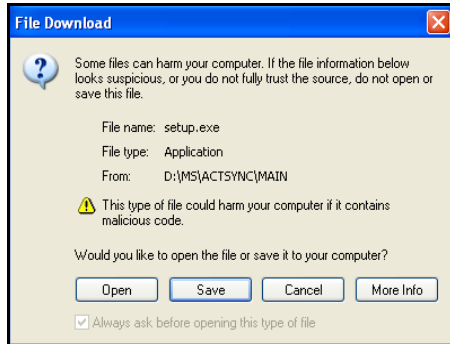 File Download
Some files can harm your computer. If the file information below
looks suspicious, or you do not fully trust the source, do not open or
save this file.
File name: setup.exe
File type: Application
From: D:\MS\ACTSYNC\MAIN
This type of file could harm your computer if it contains
malicious code.
Would you like to open the file or save it to your computer?
Open Save Cancel More Info
Always ask before opening this type of file